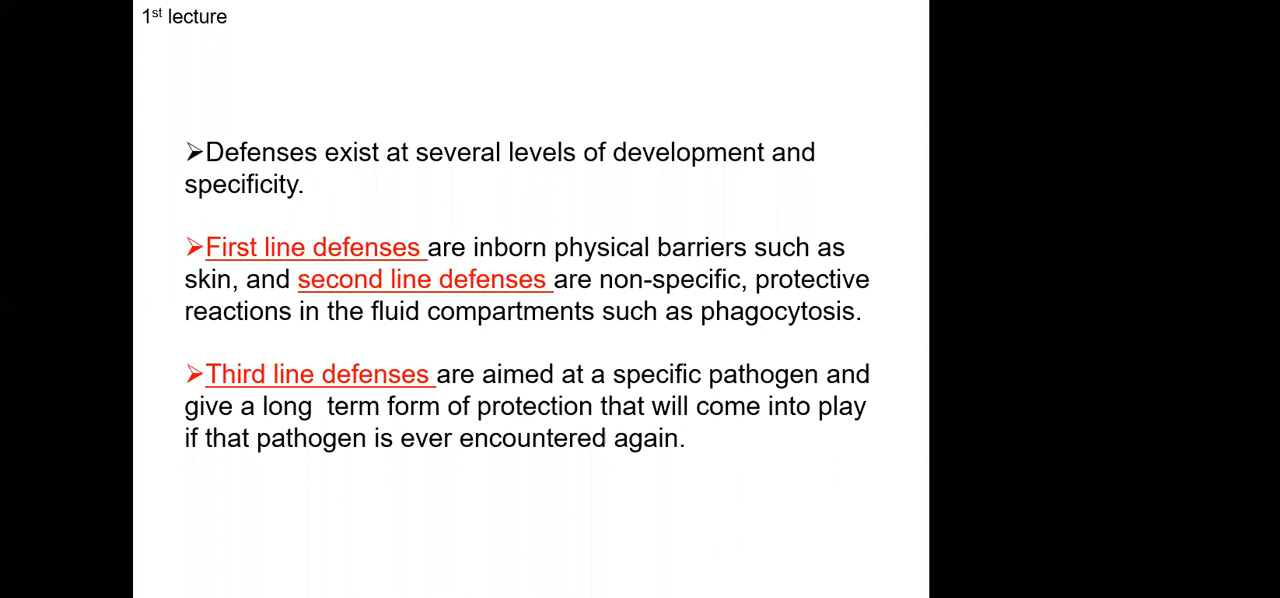 1st lecture
➢Defenses exist at several levels of development and
specificity.
➢First line defenses are inborn physical barriers such as
skin, and second line defenses are non-specific, protective
reactions in the fluid compartments such as phagocytosis.
➢Third line defenses are aimed at a specific pathogen and
give a long  term form of protection that will come into play
if that pathogen is ever encountered again.